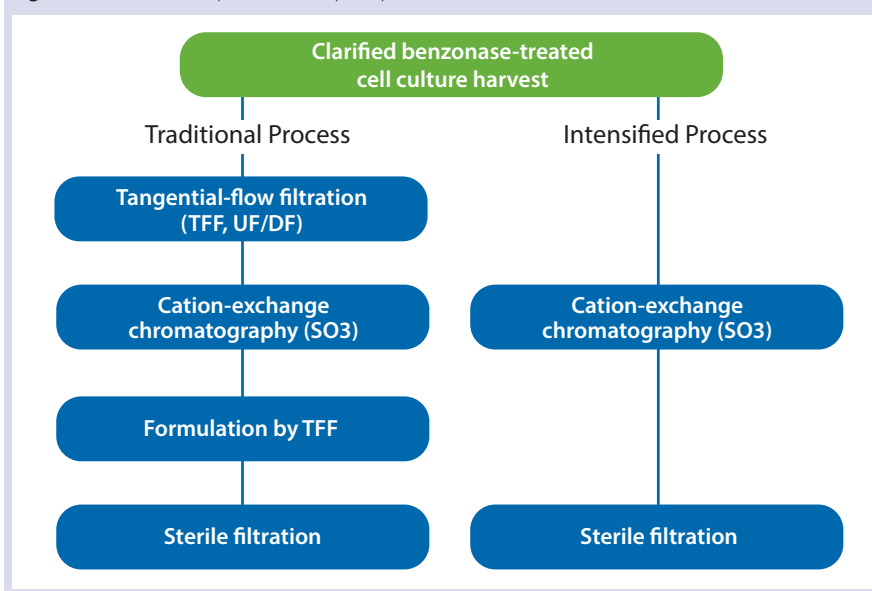 Clarified benzonase-treated
cell culture harvest
Traditional Process
Intensified Process
Tangential-flow filtration
(TFF, UF/DF)
Cation-exchange
chromatography (SO3)
Cation-exchange
chromatography (SO3)
Formulation by TFF
Sterile filtration
Sterile filtration